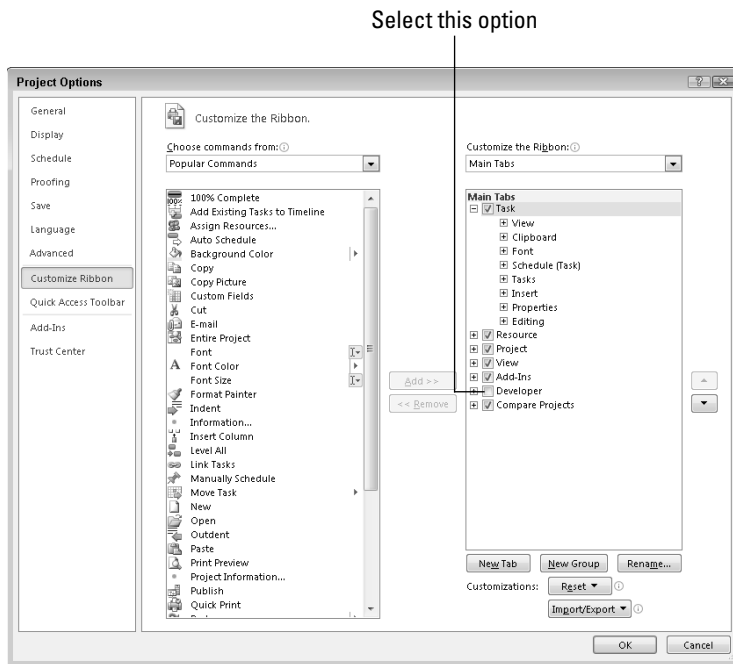 Select this option
Project Options
General
Display
Schedule
Proofing
Save
Language
Advanced
Customize Ribbon
Quick Access Toolbar
Add-Ins
Trust Center
Customize the Ribbon.
Choose commands from:
Popular Commands
100% Complete
Add Existing Tasks to Timeline
Assign Resources...
Auto Schedule
Background Color
Copy
Copy Picture
Custom Fields
Cut
E-mail
Entire Project
Font
Font Color
Font Size
Format Painter
Indent
Information...
Insert Column
Level All
Link Tasks
Manually Schedule
Move Task
New
Open
Outdent
Paste
Print Preview
Project Information...
Publish
Quick Print
Add >>
<< Remove
Customize the Ribbon:
Main Tabs
Main Tabs
Task
View
Clipboard
Font
Schedule (Task)
Tasks
Insert
Properties
Editing
Resource
Project
View
Add-Ins
Developer
Compare Projects
New Tab
New Group
Rename...
Customizations:
Reset
Import/Export
OK
Cancel